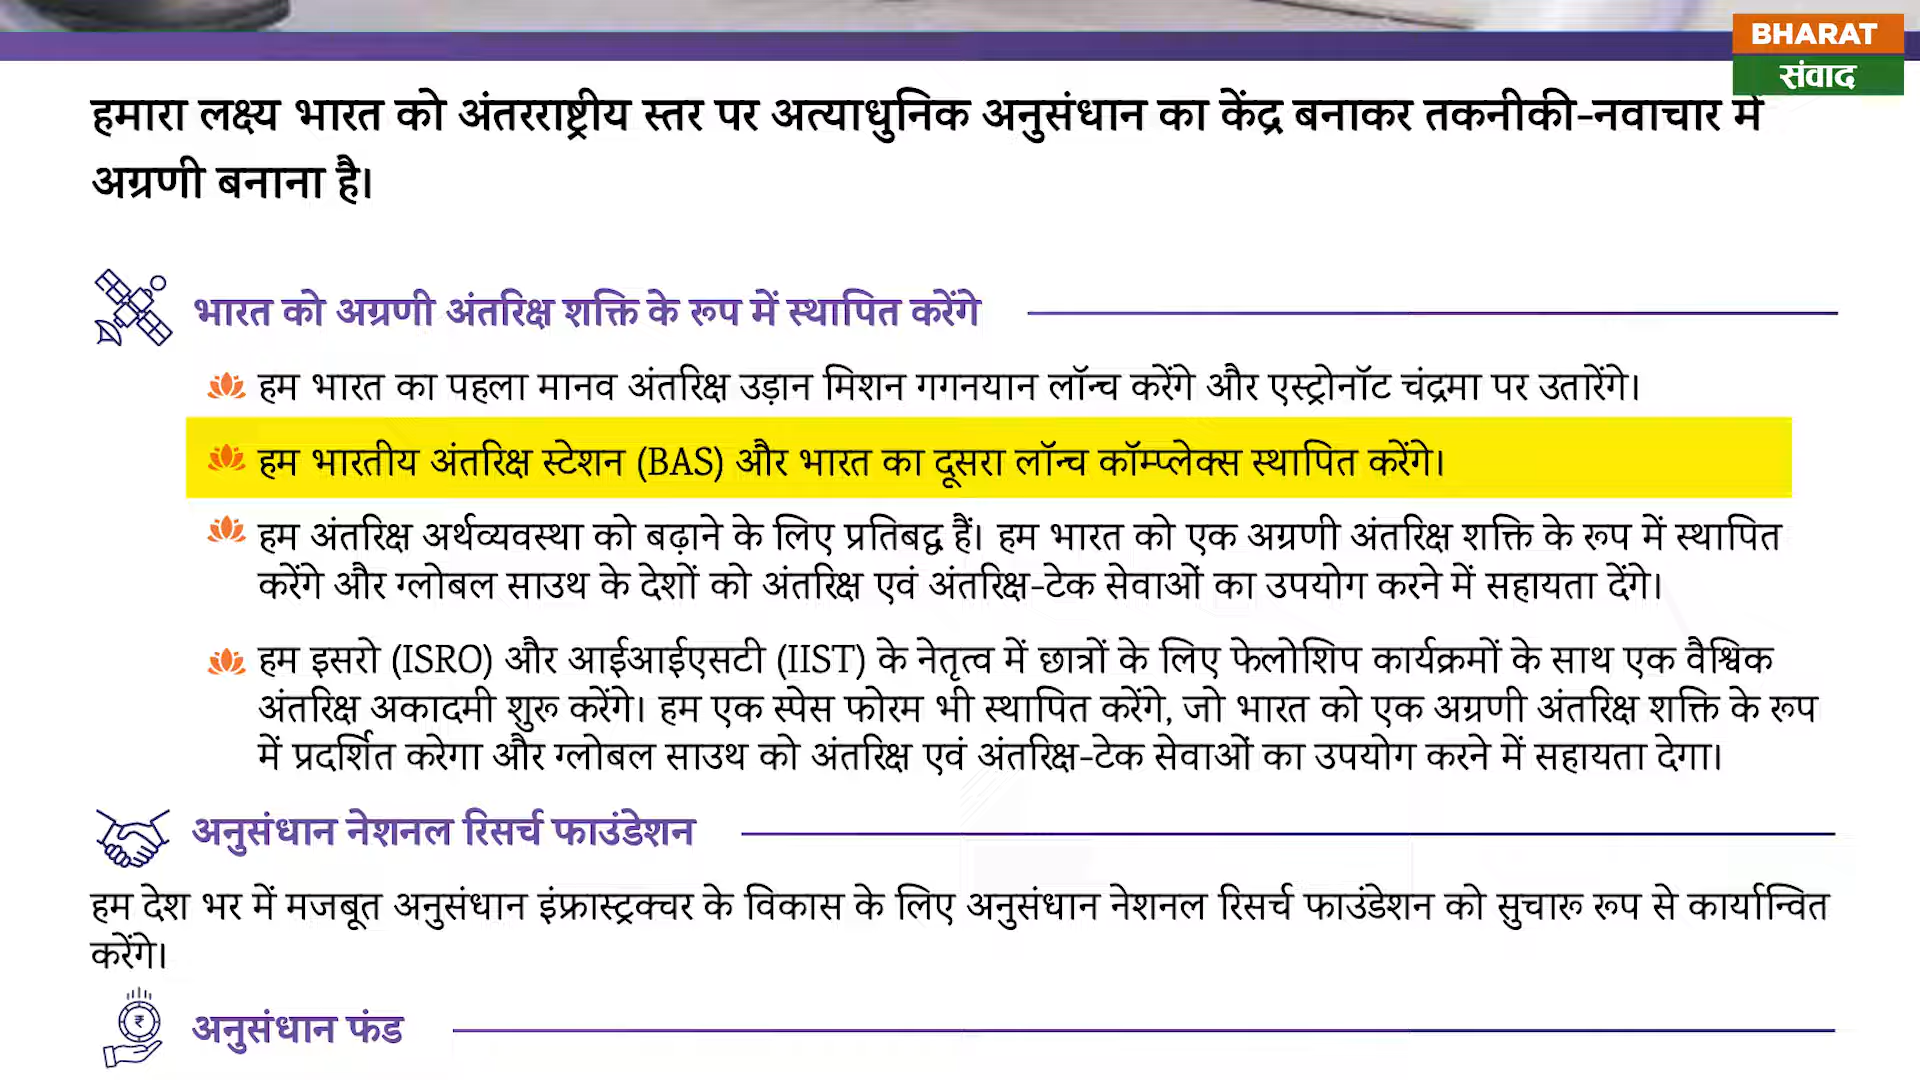 BHARAT
संवाद
हमारा लक्ष्य भारत को अंतरराष्ट्रीय स्तर पर अत्याधुनिक अनुसंधान का केंद्र बनाकर तकनीकी-नवाचार में
अग्रणी बनाना है।
भारत को अग्रणी अंतरिक्ष शक्ति के रूप में स्थापित करेंगे
हम भारत का पहला मानव अंतरिक्ष उड़ान मिशन गगनयान लॉन्च करेंगे और एस्ट्रोनॉट चंद्रमा पर उतारेंगे।
हम भारतीय अंतरिक्ष स्टेशन (BAS) और भारत का दूसरा लॉन्च कॉम्प्लेक्स स्थापित करेंगे।
हम अंतरिक्ष अर्थव्यवस्था को बढ़ाने के लिए प्रतिबद्ध हैं। हम भारत को एक अग्रणी अंतरिक्ष शक्ति के रूप में स्थापित
करेंगे और ग्लोबल साउथ के देशों को अंतरिक्ष एवं अंतरिक्ष-टेक सेवाओं का उपयोग करने में सहायता देंगे।
हम इसरो (ISRO) और आईआईएसटी (IIST) के नेतृत्व में छात्रों के लिए फेलोशिप कार्यक्रमों के साथ एक वैश्विक
अंतरिक्ष अकादमी शुरू करेंगे। हम एक स्पेस फोरम भी स्थापित करेंगे, जो भारत को एक अग्रणी अंतरिक्ष शक्ति के रूप
में प्रदर्शित करेगा और ग्लोबल साउथ को अंतरिक्ष एवं अंतरिक्ष-टेक सेवाओं का उपयोग करने में सहायता देगा।
अनुसंधान नेशनल रिसर्च फाउंडेशन
हम देश भर में मजबूत अनुसंधान इंफ्रास्ट्रक्चर के विकास के लिए अनुसंधान नेशनल रिसर्च फाउंडेशन को सुचारू रूप से कार्यान्वित
करेंगे।
₹
अनुसंधान फंड